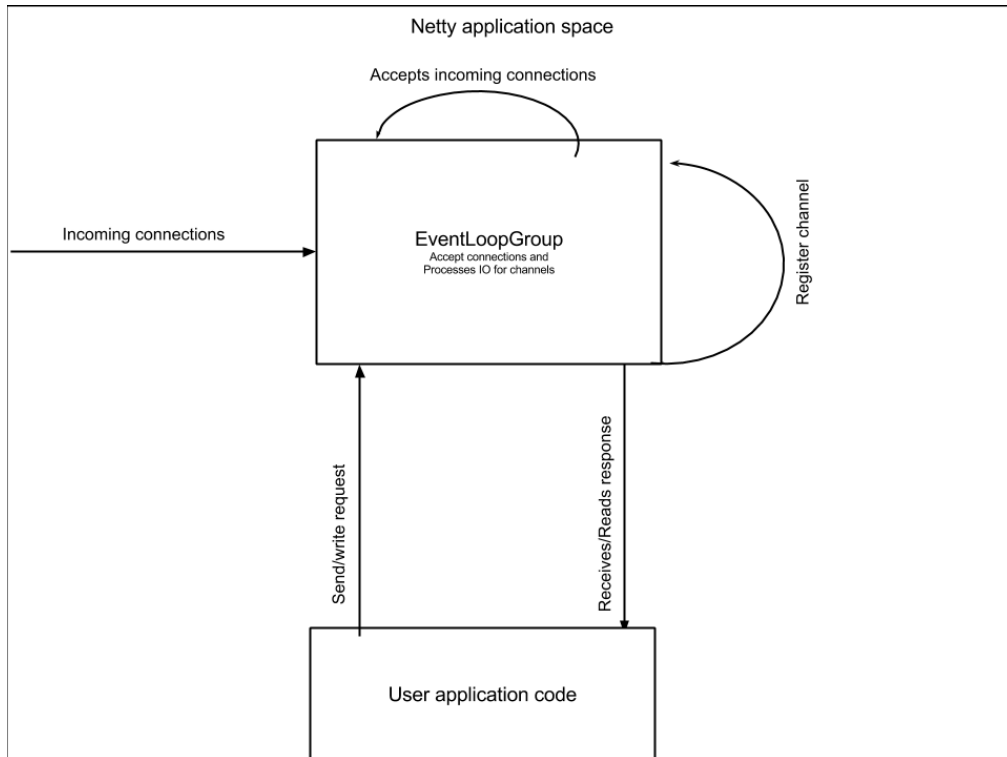 Netty application space
Accepts incoming connections
Incoming connections
EventLoopGroup
Accept connections and
Processes IO for channels
Register channel
Send/write request
Receives/Reads response
User application code